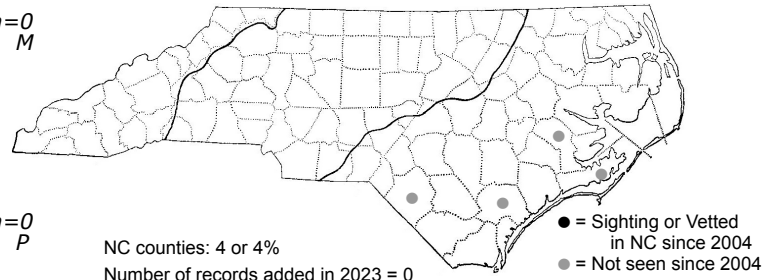 n=0
M
n=0
P
NC counties: 4 or 4%
Number of records added in 2023 = 0
● = Sighting or Vetted
in NC since 2004
● = Not seen since 2004